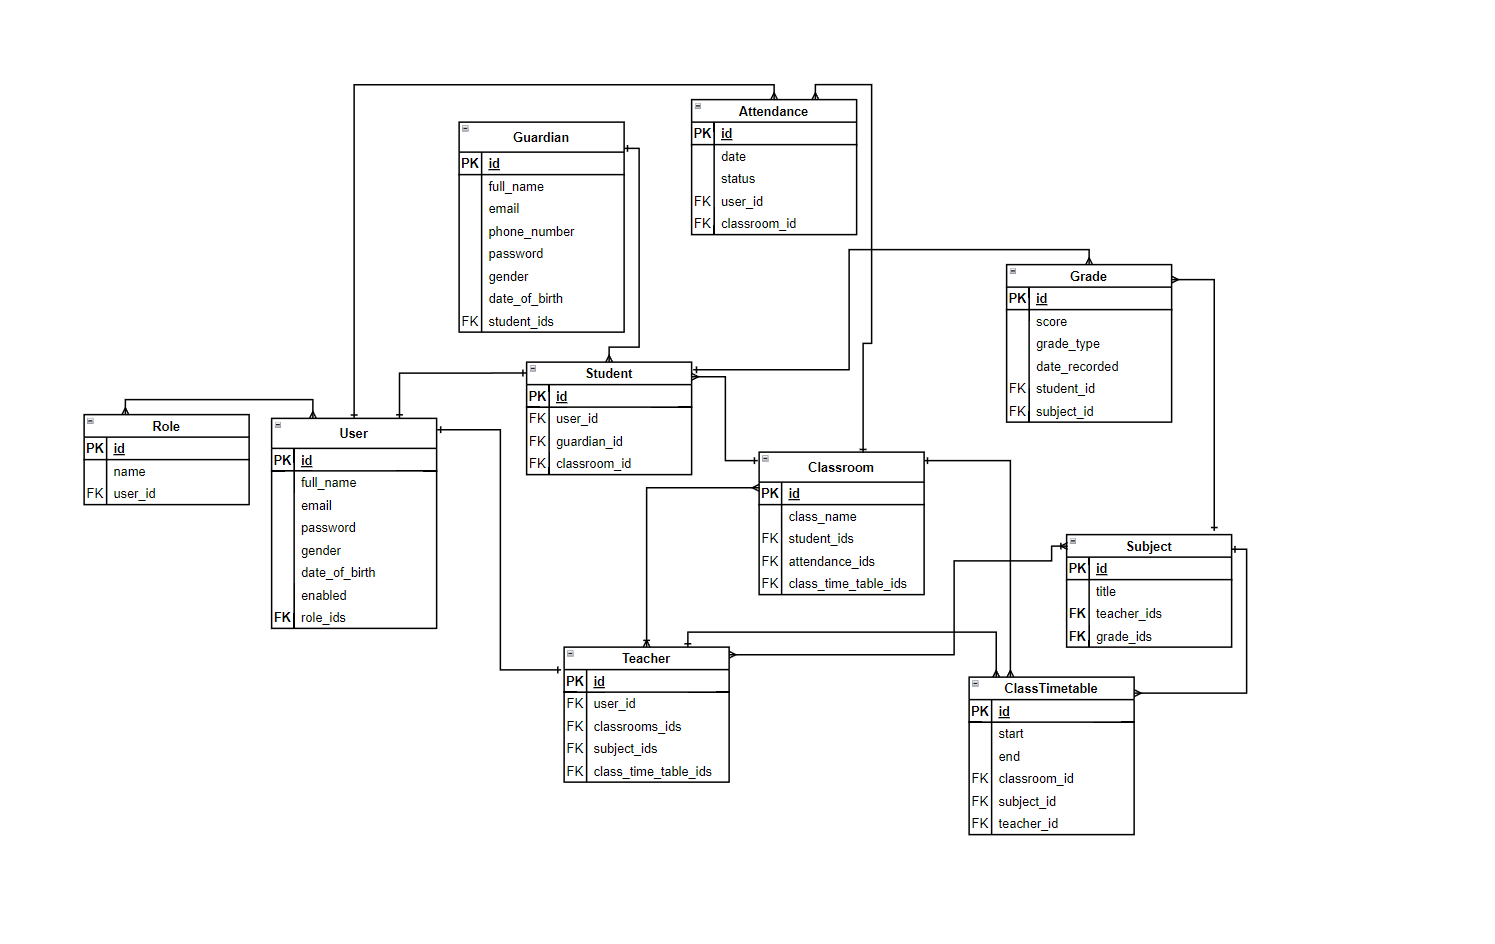 Attendance
PK id
date
status
FK user_id
FK classroom_id
Guardian
PK id
full_name
email
phone_number
password
gender
date_of_birth
FK student_ids
Grade
PK id
score
grade_type
date_recorded
FK student_id
FK subject_id
Student
PK id
FK user_id
FK guardian_id
FK classroom_id
Role
PK id
name
FK user_id
User
PK id
full_name
email
password
gender
date_of_birth
enabled
FK role_ids
Classroom
PK id
class_name
FK student_ids
FK attendance_ids
FK class_time_table_ids
Subject
PK id
title
FK teacher_ids
FK grade_ids
Teacher
PK id
FK user_id
FK classrooms_ids
FK subject_ids
FK class_time_table_ids
ClassTimetable
PK id
start
end
FK classroom_id
FK subject_id
FK teacher_id